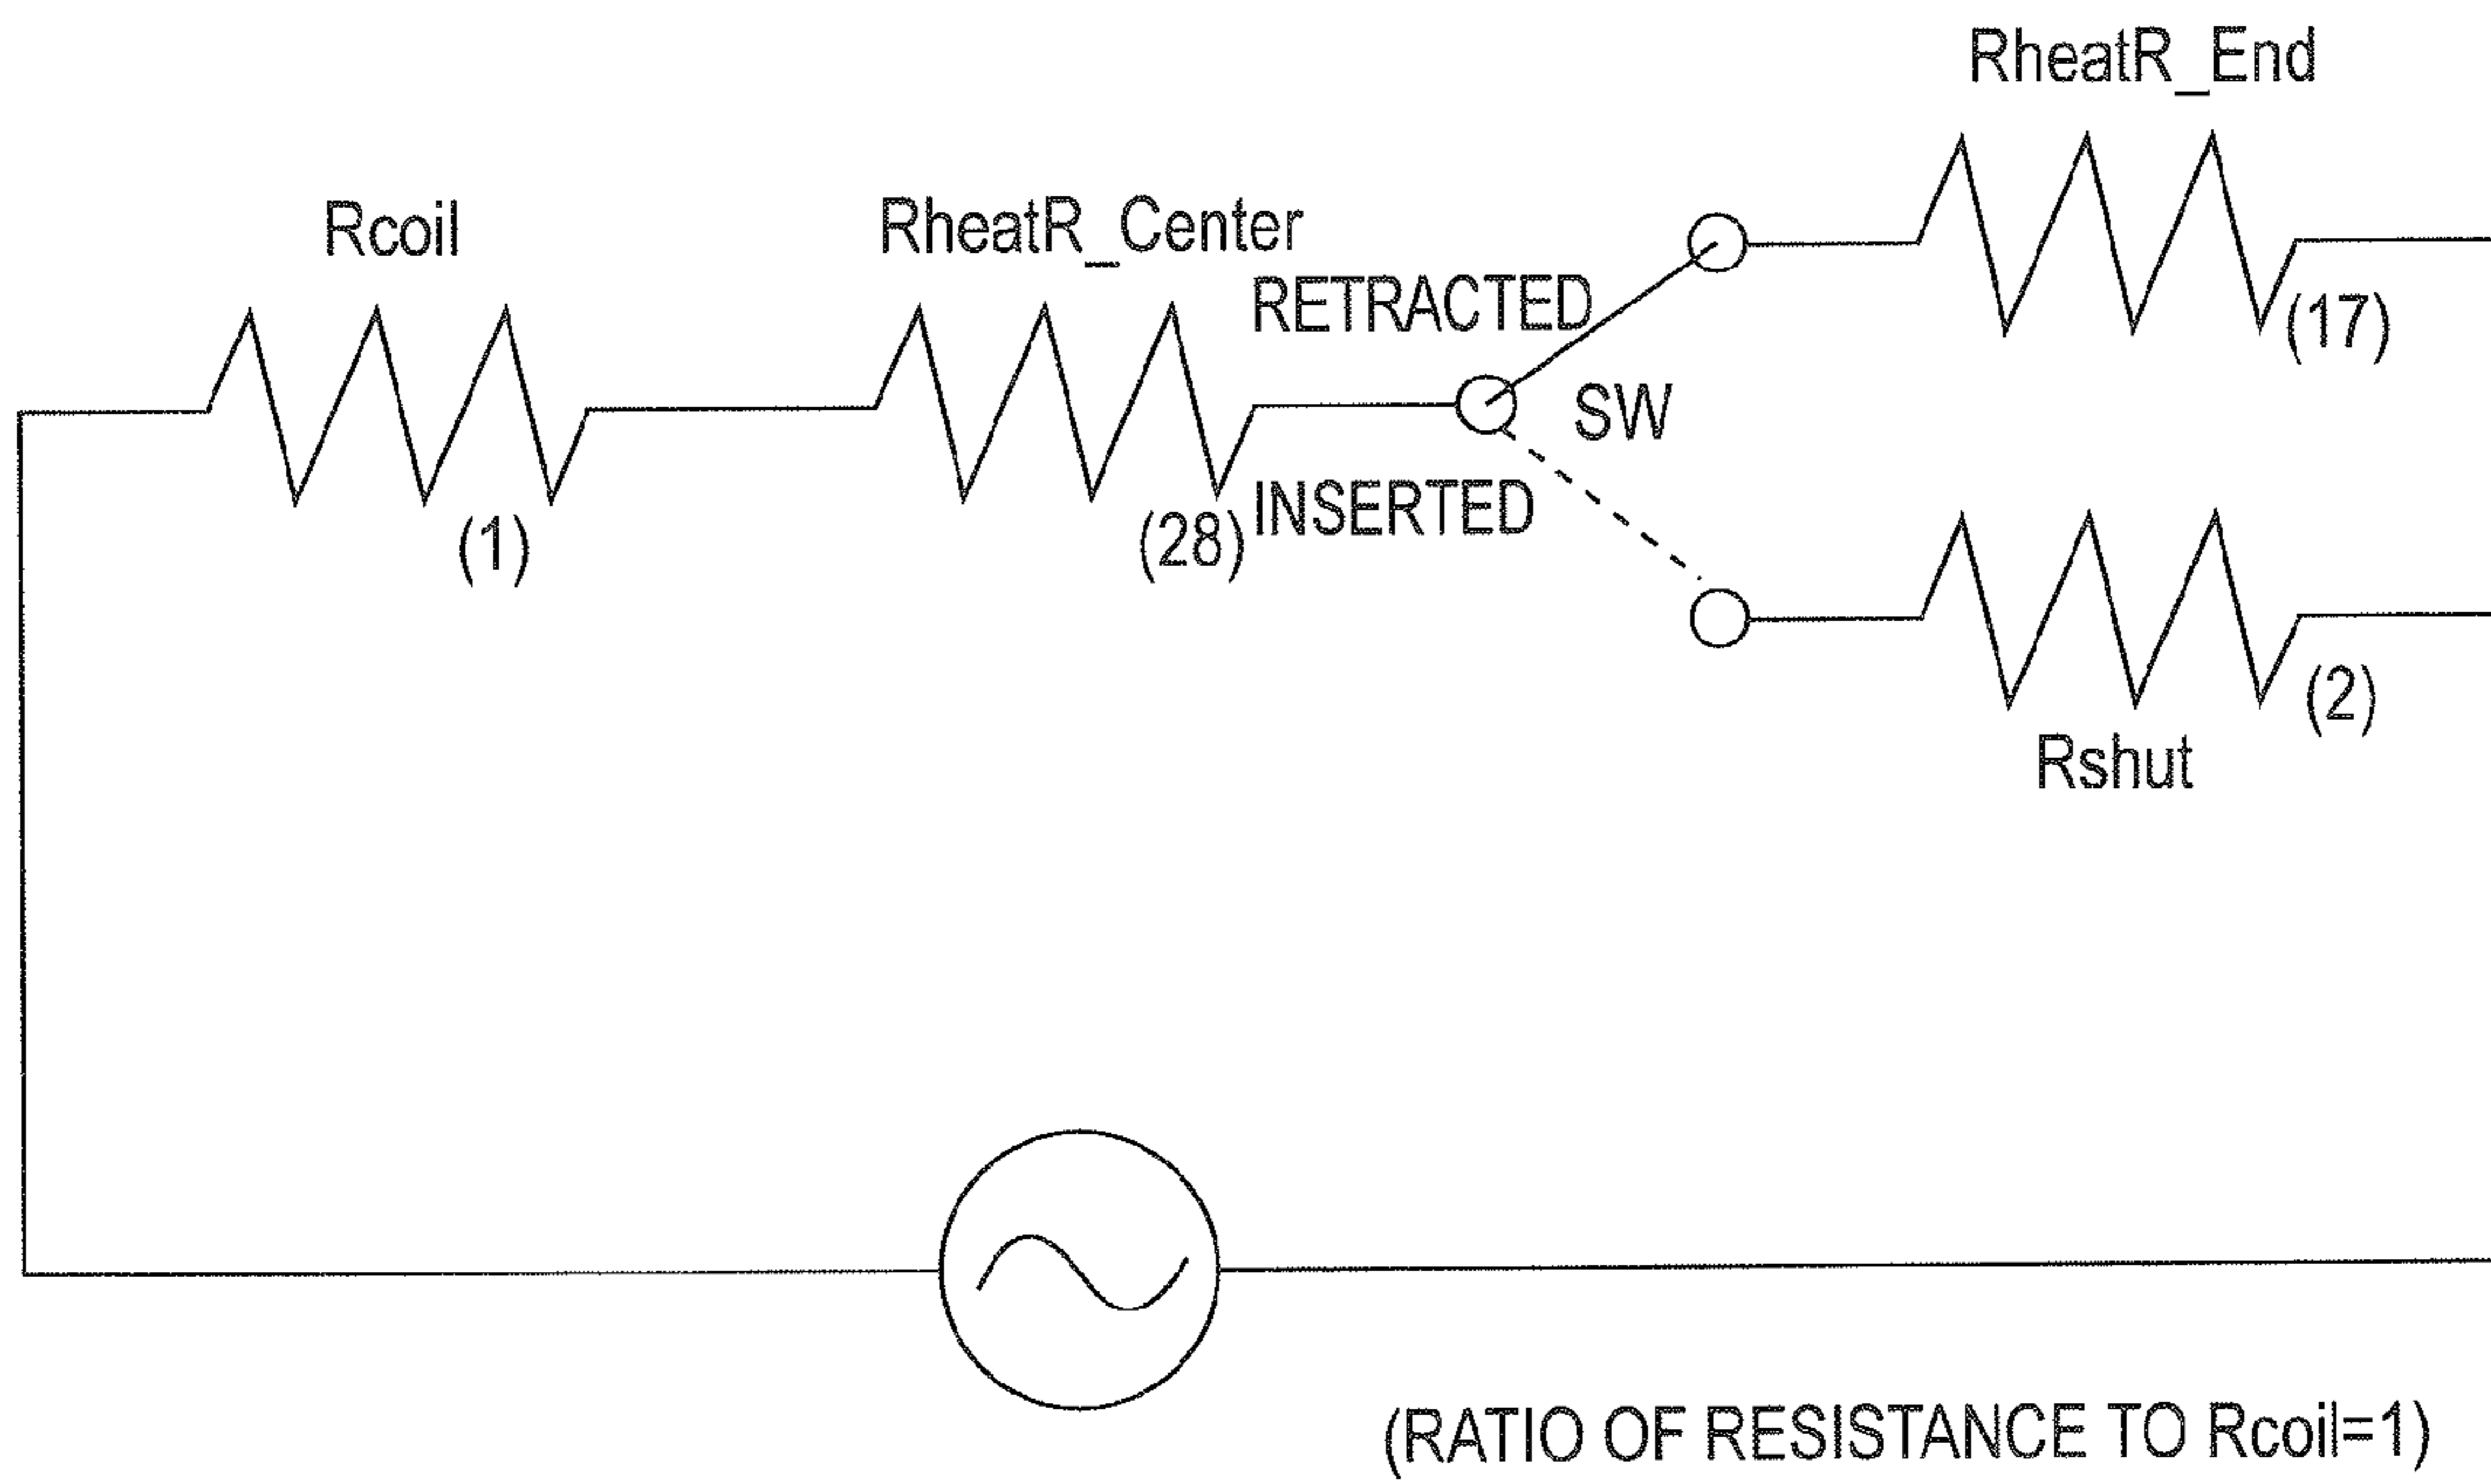 RheatR_End
Rcoil
RheatR_Center
RETRACTED
(17)
SW
INSERTED
(1)
(28)
(2)
Rshut
(RATIO OF RESISTANCE TO Rcoil=1)